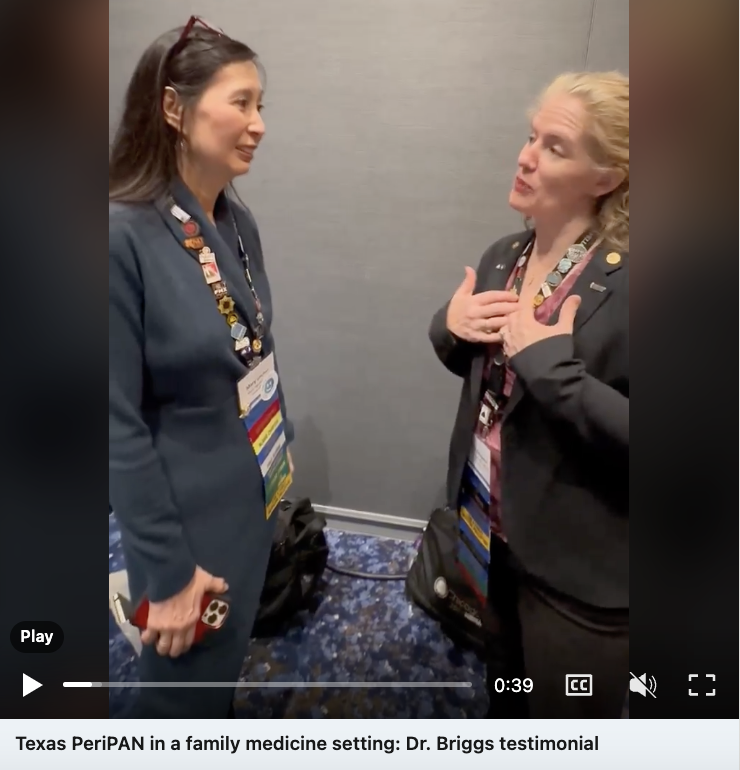 Play
0:39
CC
Texas PeriPAN in a family medicine setting: Dr. Briggs testimonial